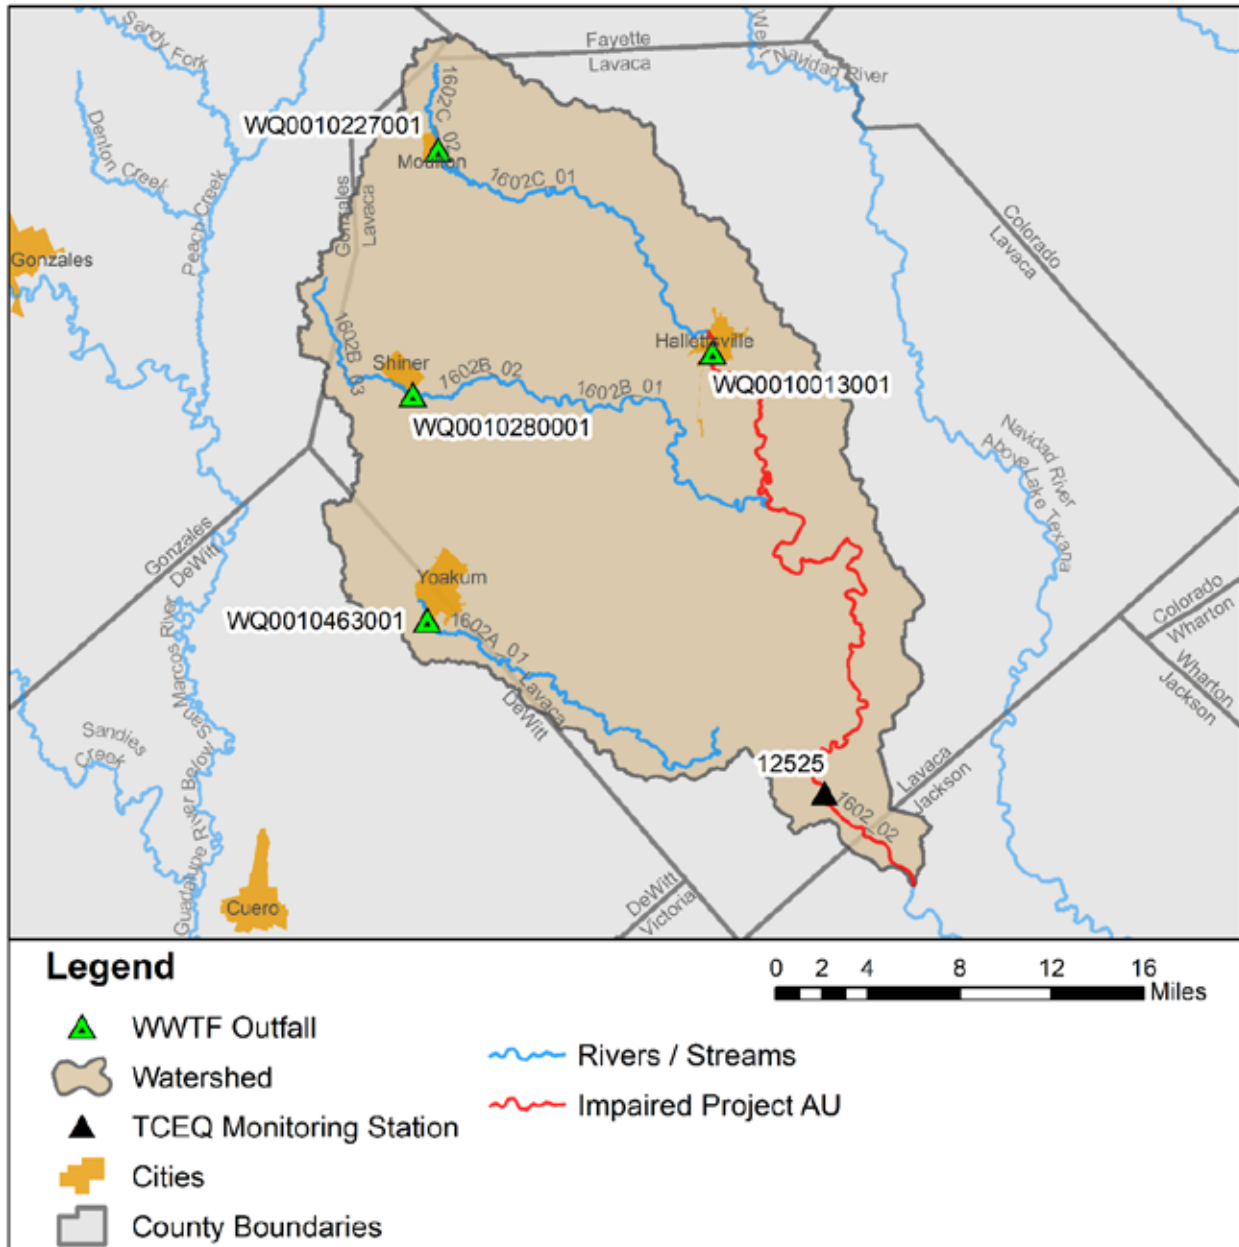 Fayette
Lavaca
West
Navidad River
Sandy Fork
1602C_02
WQ0010227001
Moulton
Denton Creek
1602C_01
Peach Creek
Gonzales
Lavaca
Colorado
Lavaca
Gonzales
1602B_03
Shiner
1602B_02
1602B_01
Hallettsville
WQ0010013001
WQ0010280001
Navidad River
Above Lake Texana
Gonzales
DeWitt
Yoakum
WQ0010463001
1602A_01
Lavaca
DeWitt
Colorado
Wharton
Wharton
Jackson
Guadalupe River Below San Marcos River
Sandies
Creek
12525
1602_02
Lavaca
Jackson
DeWitt
Victoria
Cuero
Legend
0 2 4 8 12 16
Miles
WWTF Outfall
Watershed
TCEQ Monitoring Station
Cities
County Boundaries
Rivers / Streams
Impaired Project AU